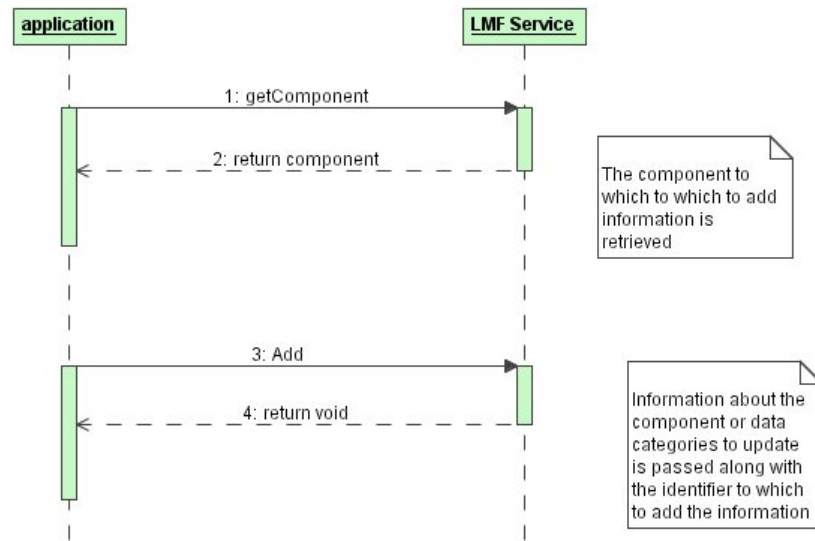 application
LMF Service
1: getComponent
2: return component
The component to
which to which to add
information is
retrieved
3: Add
4: return void
Information about the
component or data
categories to update
is passed along with
the identifier to which
to add the information